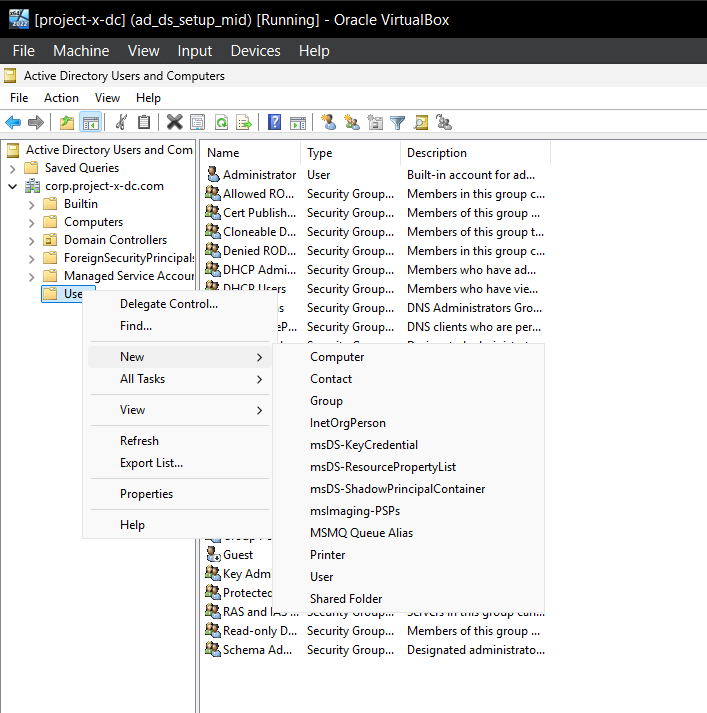 [project-x-dc] (ad_ds_setup_mid) [Running] - Oracle VirtualBox
File Machine View Input Devices Help
Active Directory Users and Computers
File Action View Help
Active Directory Users and Com
Saved Queries
corp.project-x-dc.com
Builtin
Computers
Domain Controllers
ForeignSecurityPrincipals
Managed Service Accour
Use
Name Type Description
Administrator User Built-in account for ad...
Allowed RO... Security Group... Members in this group c...
Cert Publish... Security Group... Members of this group ...
Cloneable D... Security Group... Members of this group t...
Denied ROD... Security Group... Members in this group c...
DHCP Admi... Security Group... Members who have ad...
DHCP Users Security Group... Members who have vie...
Security Group... DNS Administrators Gro...
Security Group... DNS clients who are per...
Delegate Control...
Find...
New
All Tasks
View
Refresh
Export List...
Properties
Help
Computer
Contact
Group
InetOrgPerson
msDS-KeyCredential
msDS-ResourcePropertyList
msDS-ShadowPrincipalContainer
msImaging-PSPs
MSMQ Queue Alias
Printer
User
Shared Folder
Guest
Key Adm
Protected
RAS and IAS ... Security Group... Servers in this group can...
Read-only D... Security Group... Members of this group ...
Schema Ad... Security Group... Designated administrato...